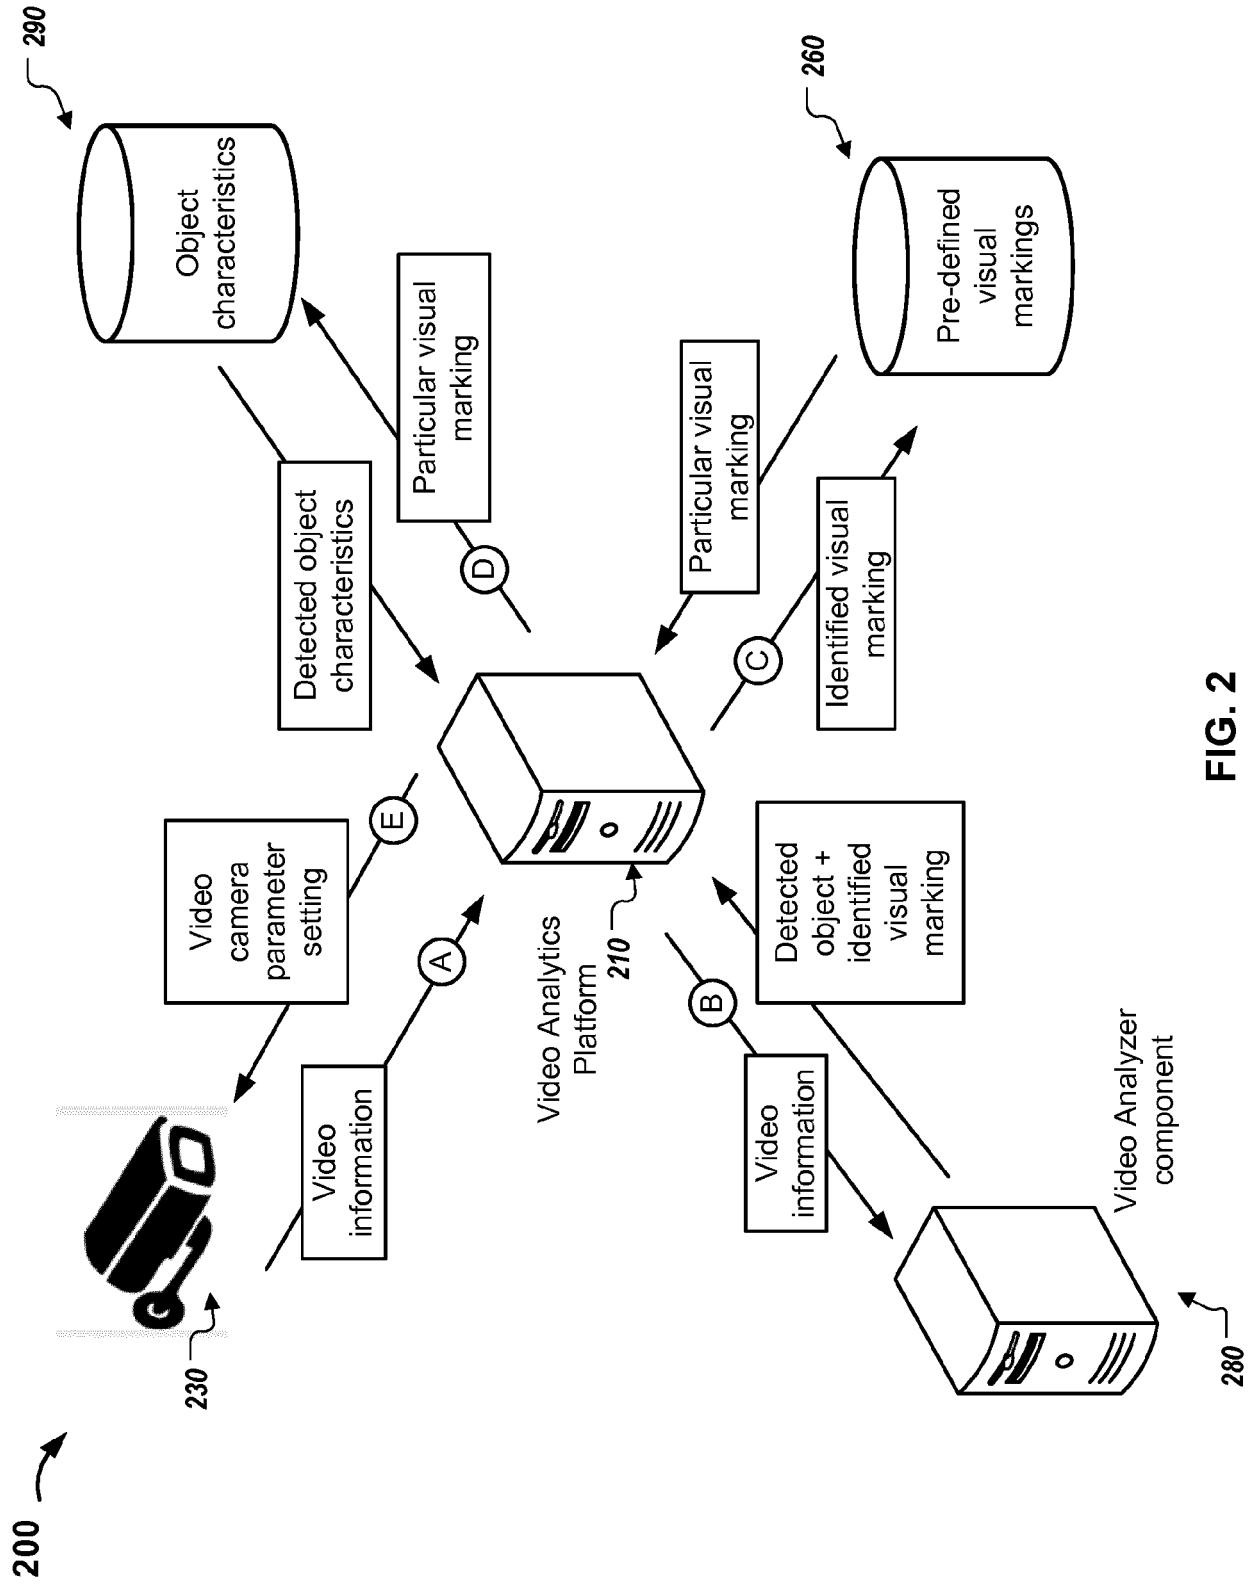 200
230
Video
camera
parameter
setting
E
Video
information
A
Detected object
characteristics
Object
characteristics
290
Particular visual
marking
D
Video Analytics
Platform
210
B
Video
information
Detected
object +
identified
visual
marking
Particular visual
marking
C
Identified visual
marking
260
Pre-defined
visual
markings
Video Analyzer
component
280
FIG. 2